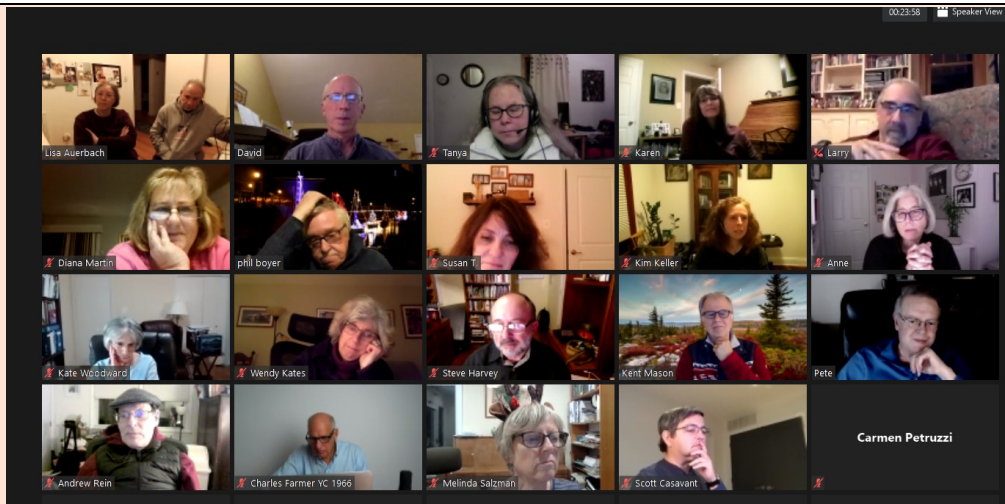 00:23:58
Speaker View
Lisa Auerbach
David
Tanya
Karen
Larry
Diana Martin
phil boyer
Susan T
Kim Keller
Anne
Kate Woodward
Wendy Kates
Steve Harvey
Kent Mason
Pete
Andrew Rein
Charles Farmer YC 1966
Melinda Salzman
Scott Casavant
Carmen Petruzzi